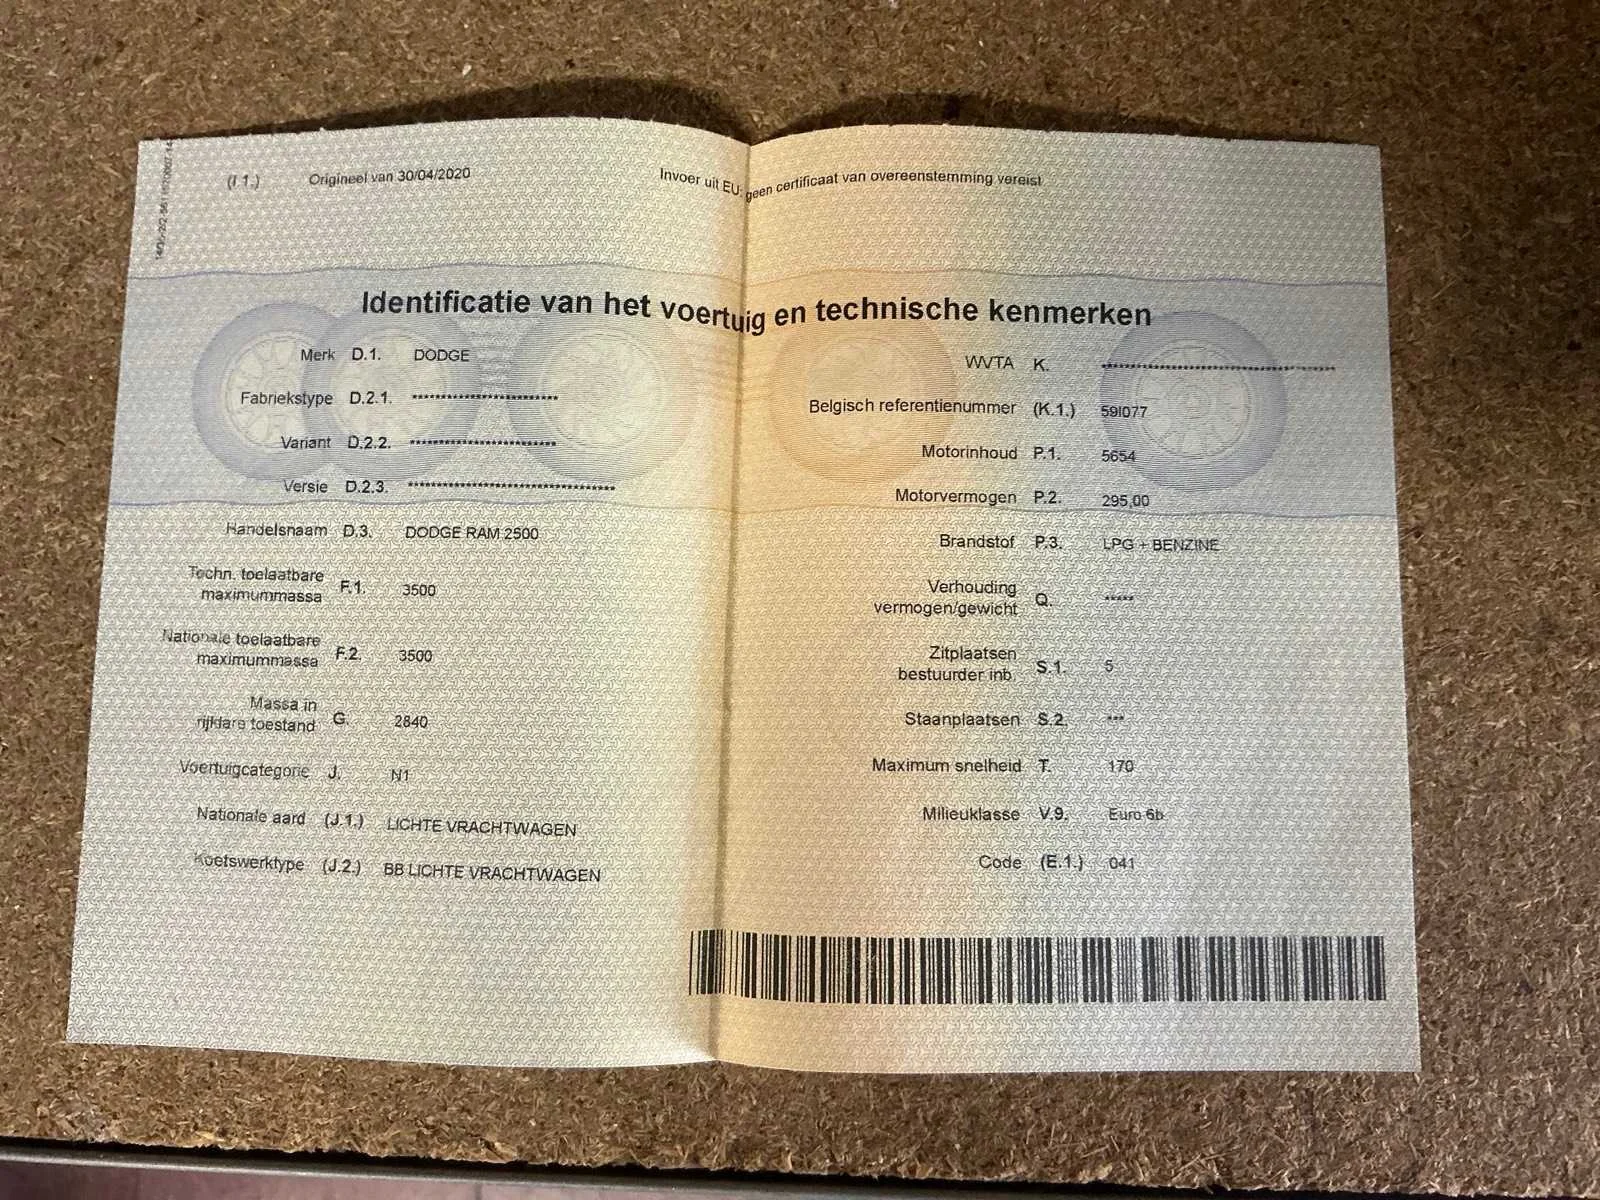 (I 1.) Origineel van 30/04/2020
Invoer uit EU: geen certificaat van overeenstemming vereist
Identificatie van het voertuig en technische kenmerken
Merk D.1. DODGE
Fabriekstype D.2.1. **************************
Variant D.2.2. **************************
Versie D.2.3. *************************************
Handelsnaam D.3. DODGE RAM 2500
Techn. toelaatbare
maximummassa F.1. 3500
Nationale toelaatbare
maximummassa F.2. 3500
Massa in
rijklare toestand G. 2840
Voertuigcategorie J. N1
Nationale aard (J.1.) LICHTE VRACHTWAGEN
Koetswerktype (J.2.) BB LICHTE VRACHTWAGEN
WVTA K. ******************************************
Belgisch referentienummer (K.1.) 59I077
Motorinhoud P.1. 5654
Motorvermogen P.2. 295,00
Brandstof P.3. LPG + BENZINE
Verhouding
vermogen/gewicht Q. *****
Zitplaatsen
bestuurder inb. S.1. 5
Staanplaatsen S.2. ***
Maximum snelheid T. 170
Milieuklasse V.9. Euro 6b
Code (E.1.) 041